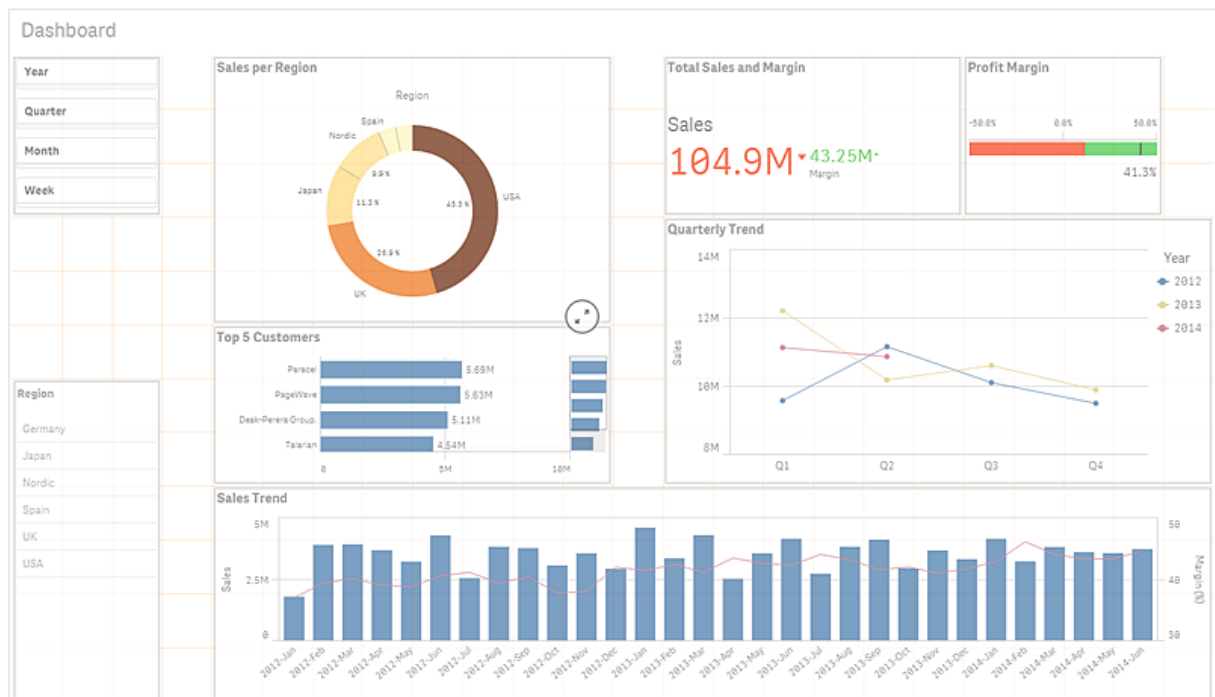 Dashboard
Year
Quarter
Month
Week
Region
Germany
Japan
Nordic
Spain
UK
USA
Sales per Region
Region
Spain
Nordic
9.9%
Japan
11.3%
USA
45.5%
26.9%
UK
Top 5 Customers
Paracel 5.69M
PageWave 5.63M
Deak-Perera Group. 5.11M
Talarian 4.54M
0 5M 10M
Total Sales and Margin
Sales
104.9M 43.25M
Margin
Profit Margin
-50.0% 0.0% 50.0%
41.3%
Quarterly Trend
14M
12M
10M
8M
Sales
Q1 Q2 Q3 Q4
Year
2012
2013
2014
Sales Trend
5M
2.5M
0
Sales
50
40
30
Margin (%)
2012-Jan 2012-Feb 2012-Mar 2012-Apr 2012-May 2012-Jun 2012-Jul 2012-Aug 2012-Sep 2012-Oct 2012-Nov 2012-Dec 2013-Jan 2013-Feb 2013-Mar 2013-Apr 2013-May 2013-Jun 2013-Jul 2013-Aug 2013-Sep 2013-Oct 2013-Nov 2013-Dec 2014-Jan 2014-Feb 2014-Mar 2014-Apr 2014-May 2014-Jun